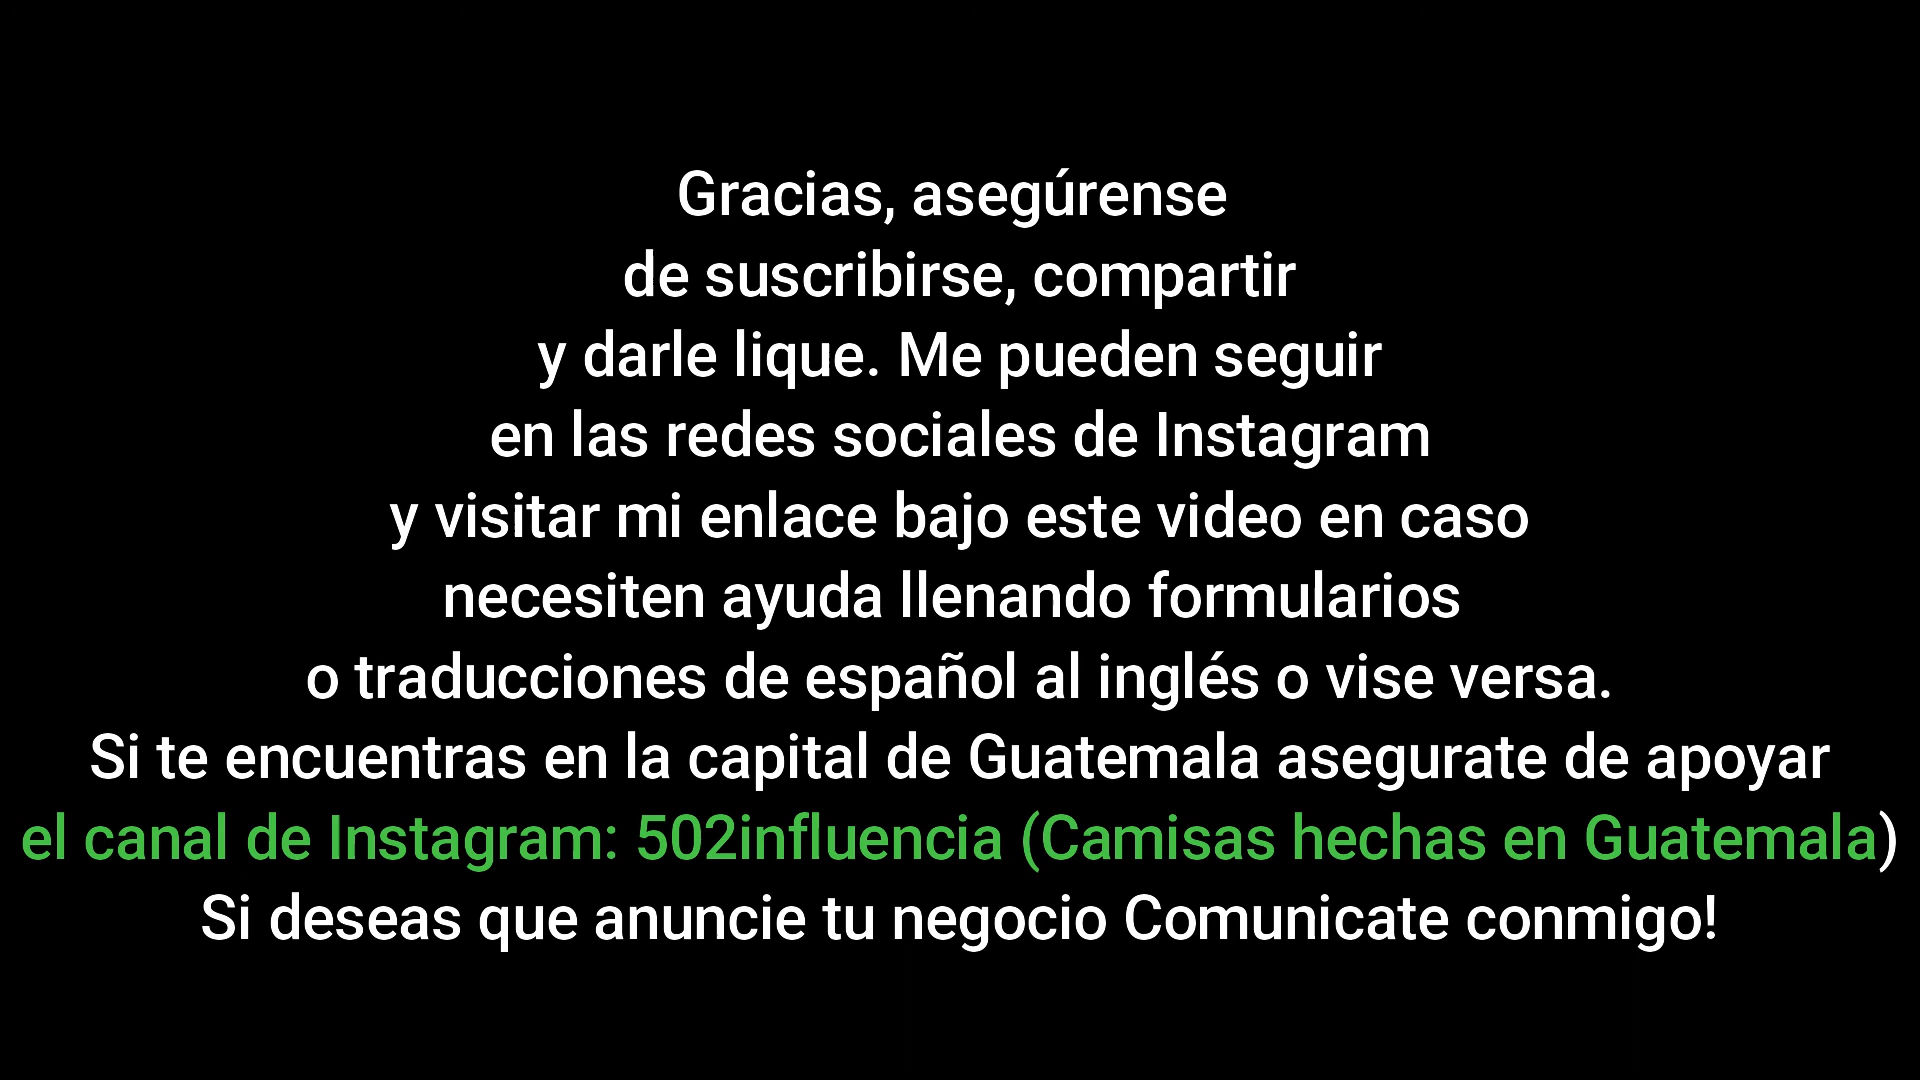 Gracias, asegúrense
de suscribirse, compartir
y darle lique. Me pueden seguir
en las redes sociales de Instagram
y visitar mi enlace bajo este video en caso
necesiten ayuda llenando formularios
o traducciones de español al inglés o vise versa.
Si te encuentras en la capital de Guatemala asegurate de apoyar
el canal de Instagram: 502influencia (Camisas hechas en Guatemala)
Si deseas que anuncie tu negocio Comunicate conmigo!